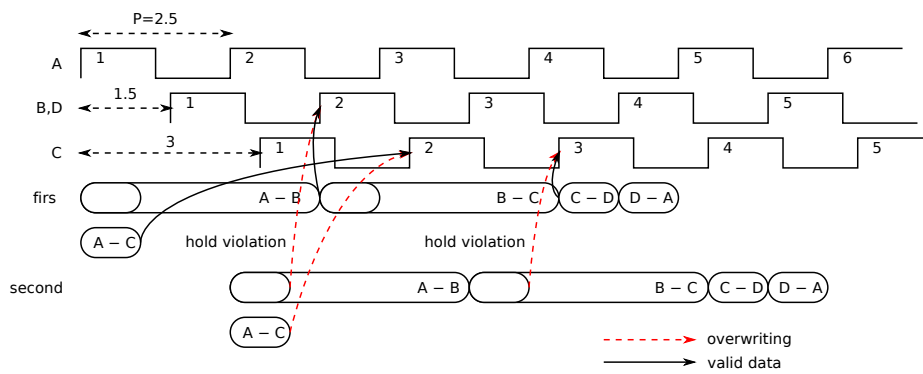 P=2.5
A 1 2 3 4 5 6
1.5
B,D 1 2 3 4 5
3
C 1 2 3 4 5
firs A − B B − C C − D D − A
A − C hold violation hold violation
second A − B B − C C − D D − A
A − C
overwriting
valid data